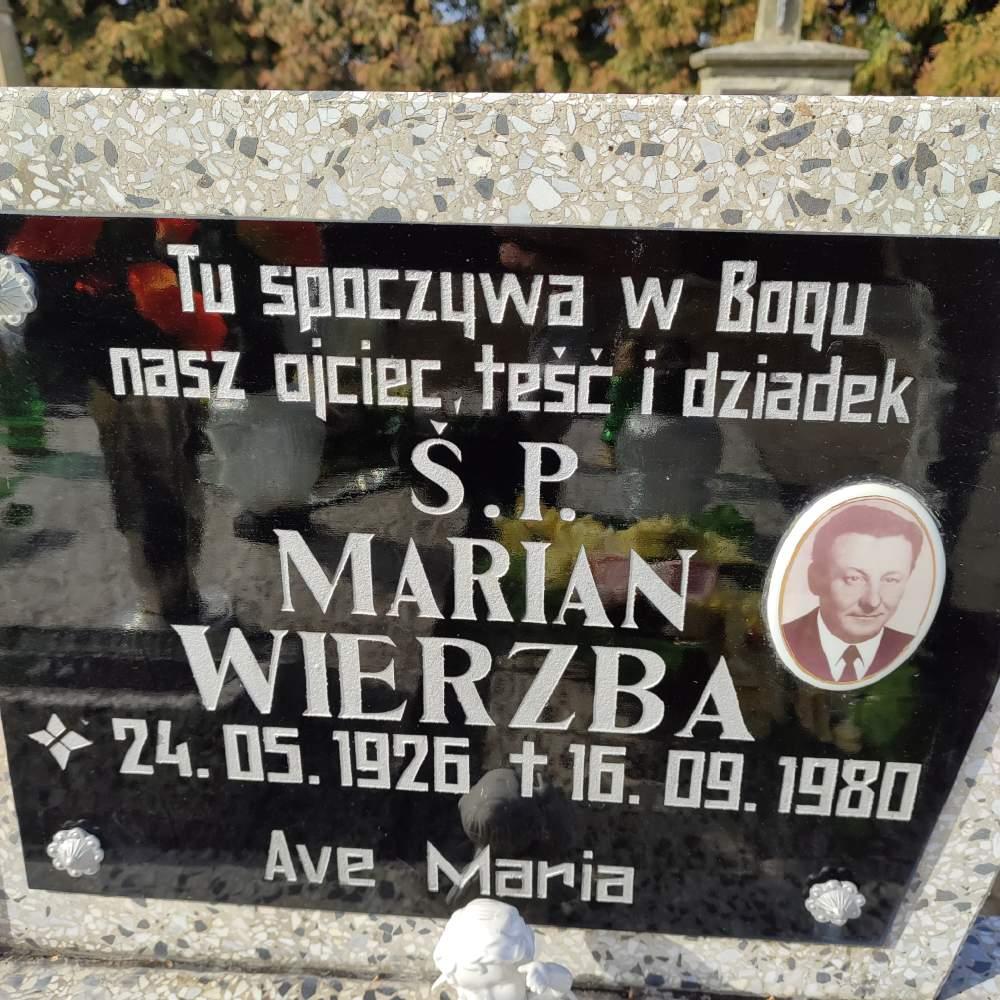 Tu spoczywa w Bogu
nasz ojciec, teść i dziadek
Ś.P.
MARIAN
WIERZBA
24.05.1926 ✝ 16.09.1980
Ave Maria